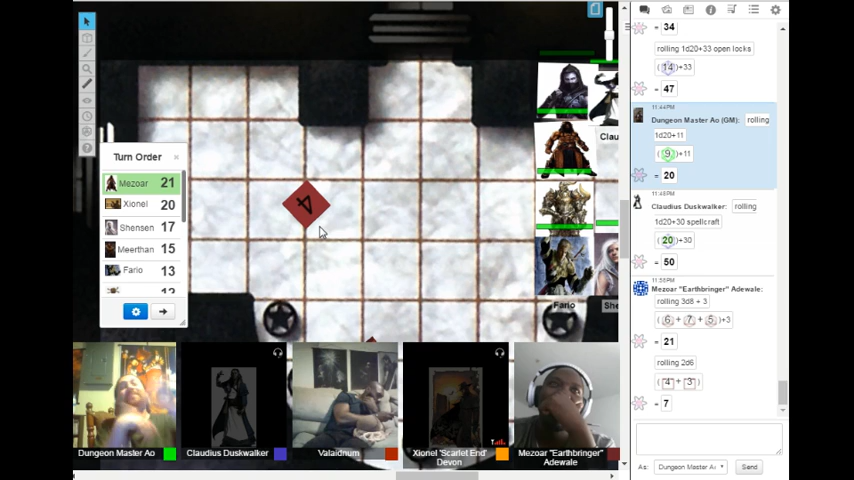 Turn Order ×
Mezoar 21
Xionel 20
Shensen 17
Meerthan 15
Fario 13
A
Clau
Fario
She
Dungeon Master Ao
Claudius Duskwalker
Valaidnum
Xionel 'Scarlet End' Devon
Mezoar "Earthbringer" Adewale
= 34
rolling 1d20+33 open locks
(14)+33
= 47
11:44PM
Dungeon Master Ao (GM): rolling
1d20+11
(9)+11
= 20
Claudius Duskwalker: rolling
1d20+30 spellcraft
(20)+30
= 50
Mezoar "Earthbringer" Adewale:
rolling 3d8 + 3
(6 + 7 + 5)+3
= 21
rolling 2d6
(4 + 3)
= 7
As: Dungeon Master A
Send